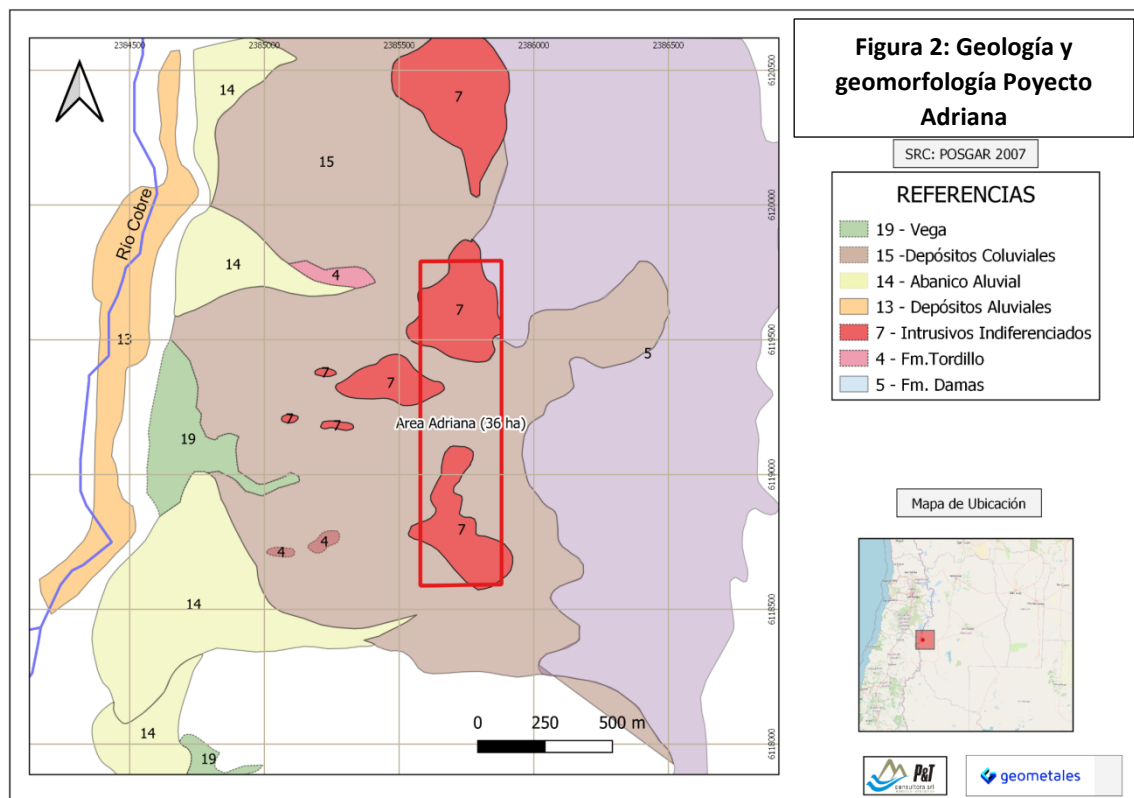 Figura 2: Geología y
geomorfología Poyecto
Adriana
SRC: POSGAR 2007
REFERENCIAS
19 - Vega
15 -Depósitos Coluviales
14 - Abanico Aluvial
13 - Depósitos Aluviales
7 - Intrusivos Indiferenciados
4 - Fm.Tordillo
5 - Fm. Damas
Mapa de Ubicación
2384500
2385000
2385500
2386000
2386500
6120500
6120000
6119500
6119000
6118500
6118000
14
7
15
Río Cobre
14
4
7
13
5
7
7
7
7
Area Adriana (36 ha)
19
7
4
4
14
14
19
0 250 500 m
P&T
consultora srl
geometales